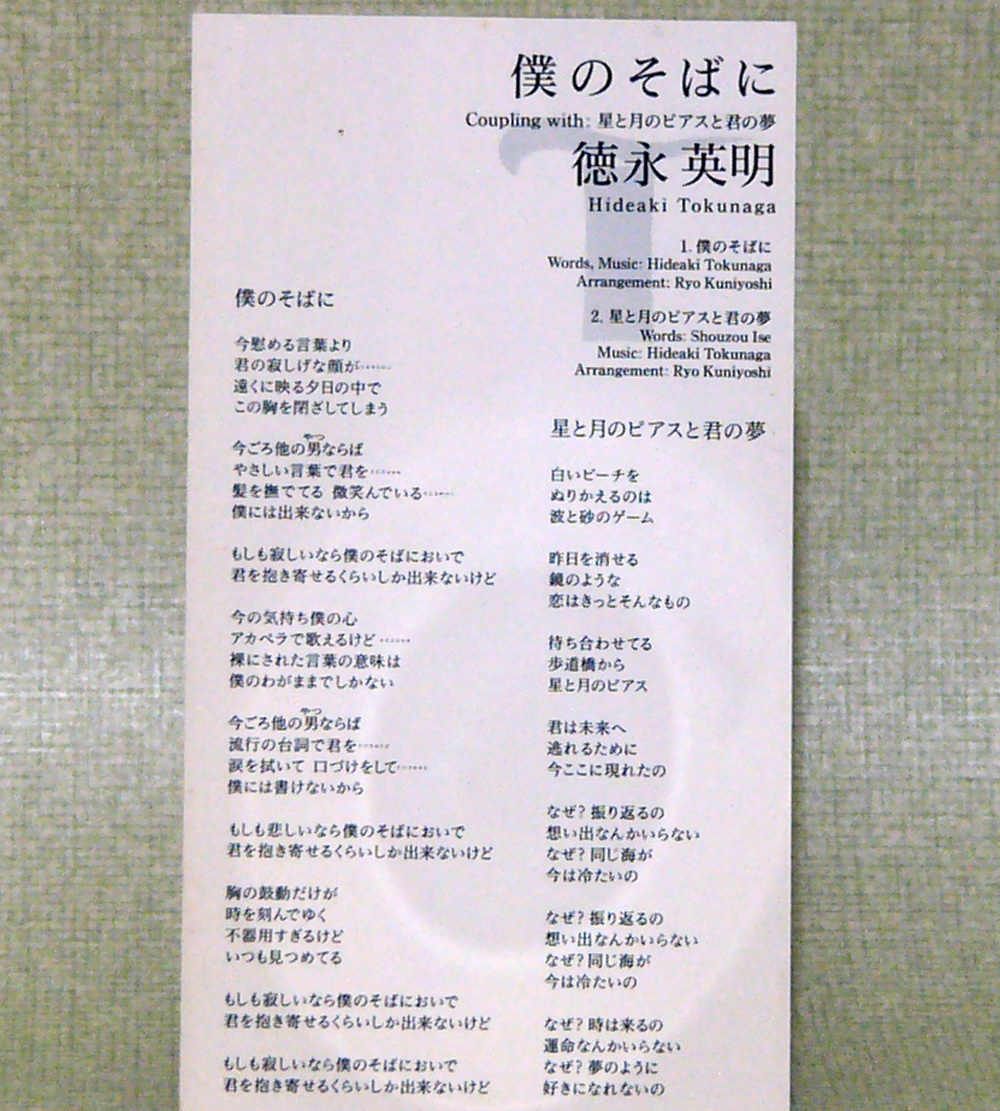 僕のそばに
Coupling with: 星と月のピアスと君の夢
徳永 英明
Hideaki Tokunaga
1. 僕のそばに
Words, Music: Hideaki Tokunaga
Arrangement: Ryo Kuniyoshi
2. 星と月のピアスと君の夢
Words: Shouzou Ise
Music: Hideaki Tokunaga
Arrangement: Ryo Kuniyoshi
僕のそばに
今慰める言葉より
君の寂しげな顔が……
遠くに映る夕日の中で
この胸を閉ざしてしまう
やつ
今ごろ他の男ならば
やさしい言葉で君を……
髪を撫でてる 微笑んでいる……
僕には出来ないから
もしも寂しいなら僕のそばにおいで
君を抱き寄せるくらいしか出来ないけど
今の気持ち僕の心
アカペラで歌えるけど……
裸にされた言葉の意味は
僕のわがままでしかない
やつ
今ごろ他の男ならば
流行の台詞で君を……
涙を拭いて 口づけをして……
僕には書けないから
もしも悲しいなら僕のそばにおいで
君を抱き寄せるくらいしか出来ないけど
胸の鼓動だけが
時を刻んでゆく
不器用すぎるけど
いつも見つめてる
もしも寂しいなら僕のそばにおいで
君を抱き寄せるくらいしか出来ないけど
もしも寂しいなら僕のそばにおいで
君を抱き寄せるくらいしか出来ないけど
星と月のピアスと君の夢
白いビーチを
ぬりかえるのは
波と砂のゲーム
昨日を消せる
鏡のような
恋はきっとそんなもの
待ち合わせてる
歩道橋から
星と月のピアス
君は未来へ
逃れるために
今ここに現れたの
なぜ? 振り返るの
想い出なんかいらない
なぜ? 同じ海が
今は冷たいの
なぜ? 振り返るの
想い出なんかいらない
なぜ? 同じ海が
今は冷たいの
なぜ? 時は来るの
運命なんかいらない
なぜ? 夢のように
好きになれないの